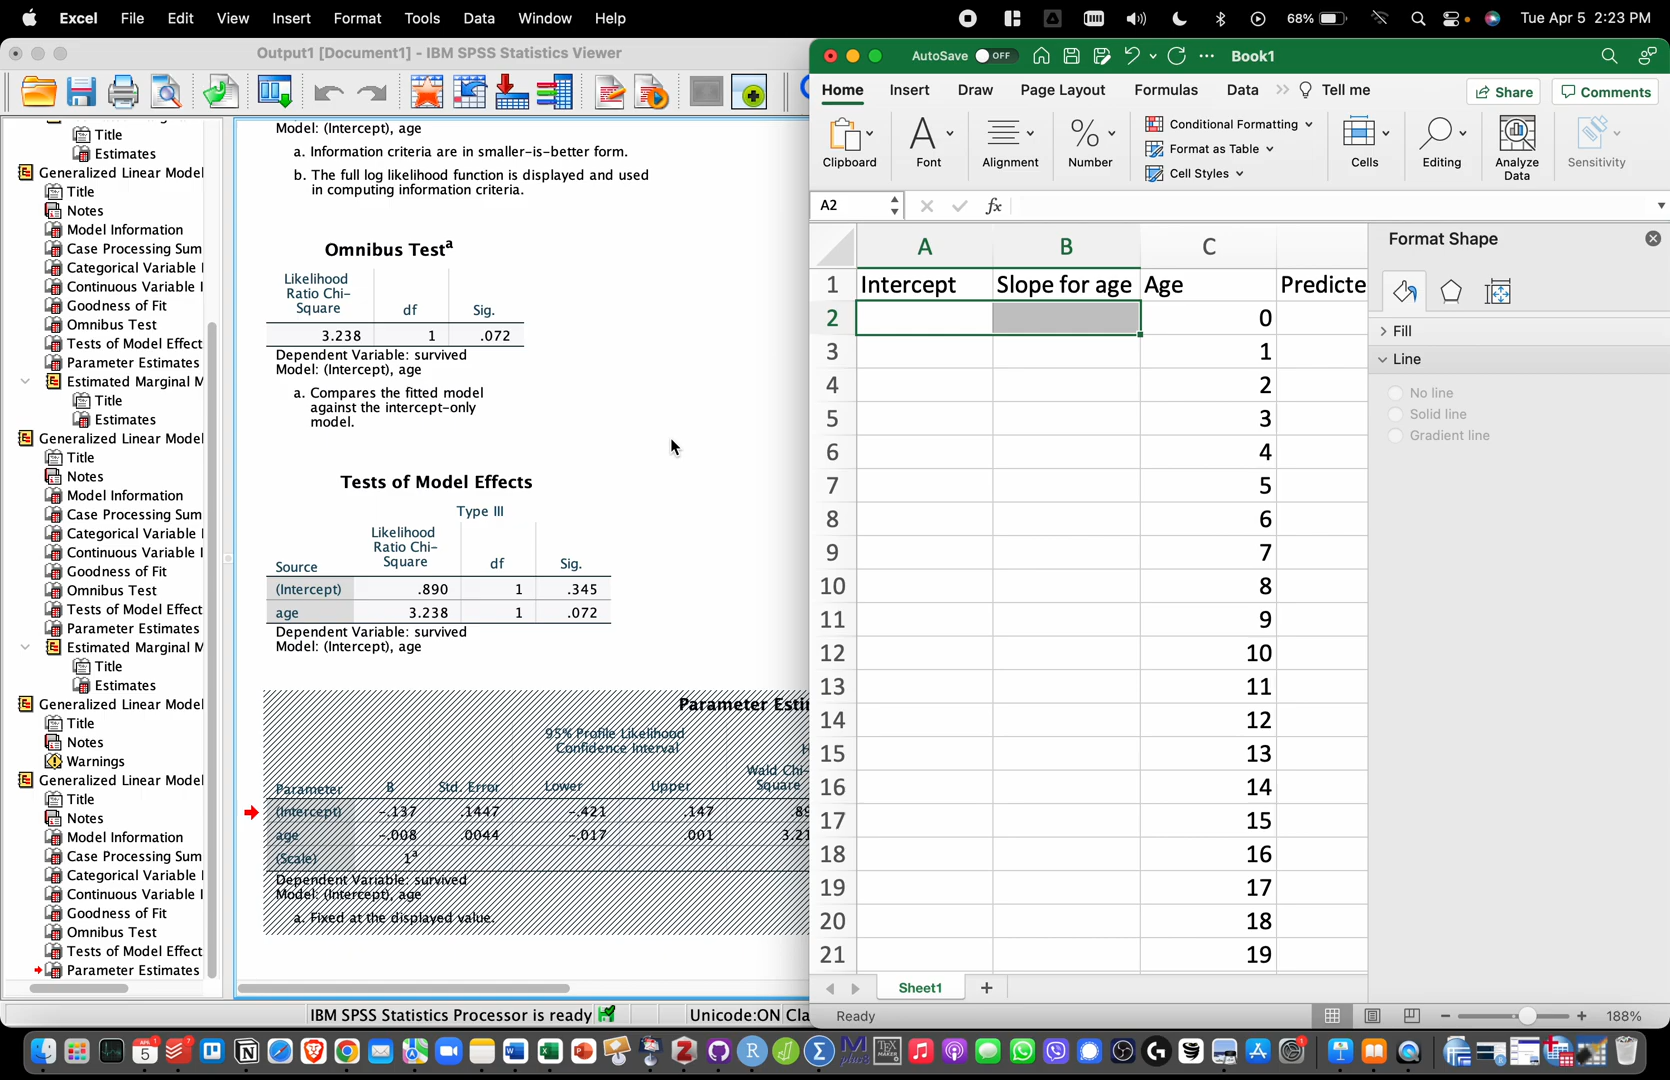 Excel File Edit View Insert Format Tools Data Window Help 68% Tue Apr 5 2:23 PM
Output1 [Document1] - IBM SPSS Statistics Viewer
Title
Estimates
Generalized Linear Model
Title
Notes
Model Information
Case Processing Sum
Categorical Variable I
Continuous Variable I
Goodness of Fit
Omnibus Test
Tests of Model Effect
Parameter Estimates
Estimated Marginal M
Title
Estimates
Generalized Linear Model
Title
Notes
Model Information
Case Processing Sum
Categorical Variable I
Continuous Variable I
Goodness of Fit
Omnibus Test
Tests of Model Effect
Parameter Estimates
Estimated Marginal M
Title
Estimates
Generalized Linear Model
Title
Notes
Warnings
Generalized Linear Model
Title
Notes
Model Information
Case Processing Sum
Categorical Variable I
Continuous Variable I
Goodness of Fit
Omnibus Test
Tests of Model Effect
Parameter Estimates
Model: (Intercept), age
a. Information criteria are in smaller-is-better form.
b. The full log likelihood function is displayed and used
in computing information criteria.
Omnibus Testa
Likelihood
Ratio Chi-
Square df Sig.
3.238 1 .072
Dependent Variable: survived
Model: (Intercept), age
a. Compares the fitted model
against the intercept-only
model.
Tests of Model Effects
Type III
Likelihood
Ratio Chi-
Source Square df Sig.
(Intercept) .890 1 .345
age 3.238 1 .072
Dependent Variable: survived
Model: (Intercept), age
Parameter Esti
95% Profile Likelihood
Confidence Interval H
Wald Chi-
Parameter B Std. Error Lower Upper Square
(Intercept) -.137 .1447 -.421 .147 .89
age -.008 .0044 -.017 .001 3.21
(Scale) 1a
Dependent Variable: survived
Model: (Intercept), age
a. Fixed at the displayed value.
IBM SPSS Statistics Processor is ready Unicode:ON Cla
AutoSave OFF Book1
Home Insert Draw Page Layout Formulas Data Tell me Share Comments
Clipboard Font Alignment Number
Conditional Formatting
Format as Table
Cell Styles
Cells Editing Analyze Data Sensitivity
A2 fx
A B C
1 Intercept Slope for age Age Predicte
2 0
3 1
4 2
5 3
6 4
7 5
8 6
9 7
10 8
11 9
12 10
13 11
14 12
15 13
16 14
17 15
18 16
19 17
20 18
21 19
Format Shape
Fill
Line
No line
Solid line
Gradient line
Sheet1 +
Ready 188%